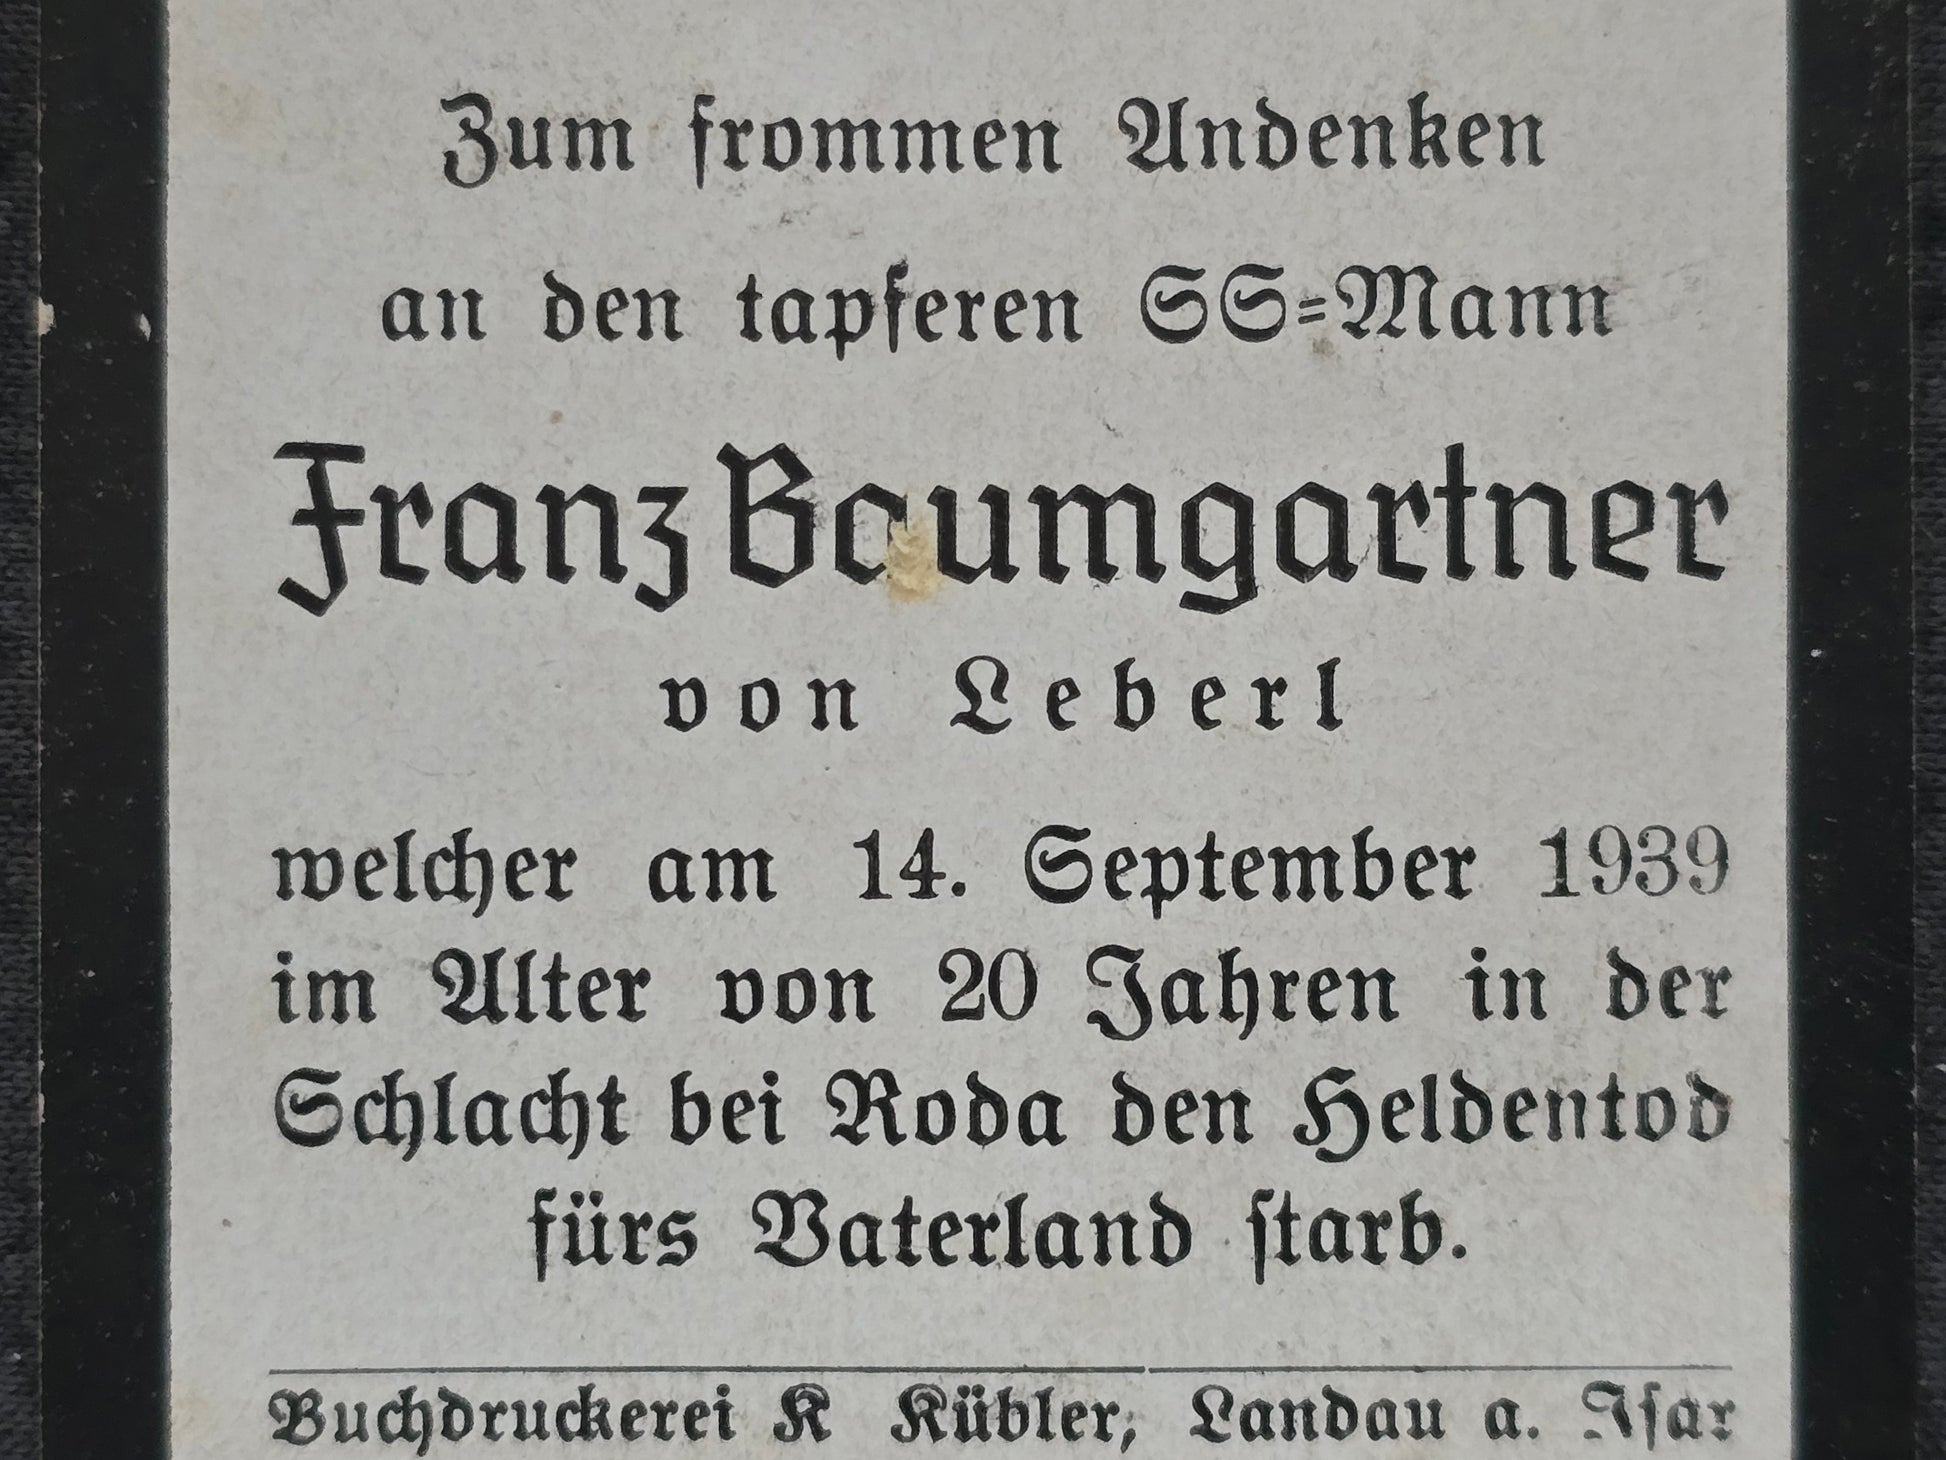 Zum frommen Andenken
an den tapferen SS=Mann
Franz Baumgartner
von Leberl
welcher am 14. September 1939
im Alter von 20 Jahren in der
Schlacht bei Roda den Heldentod
fürs Vaterland starb.
Buchdruckerei K Kübler, Landau a. Isar